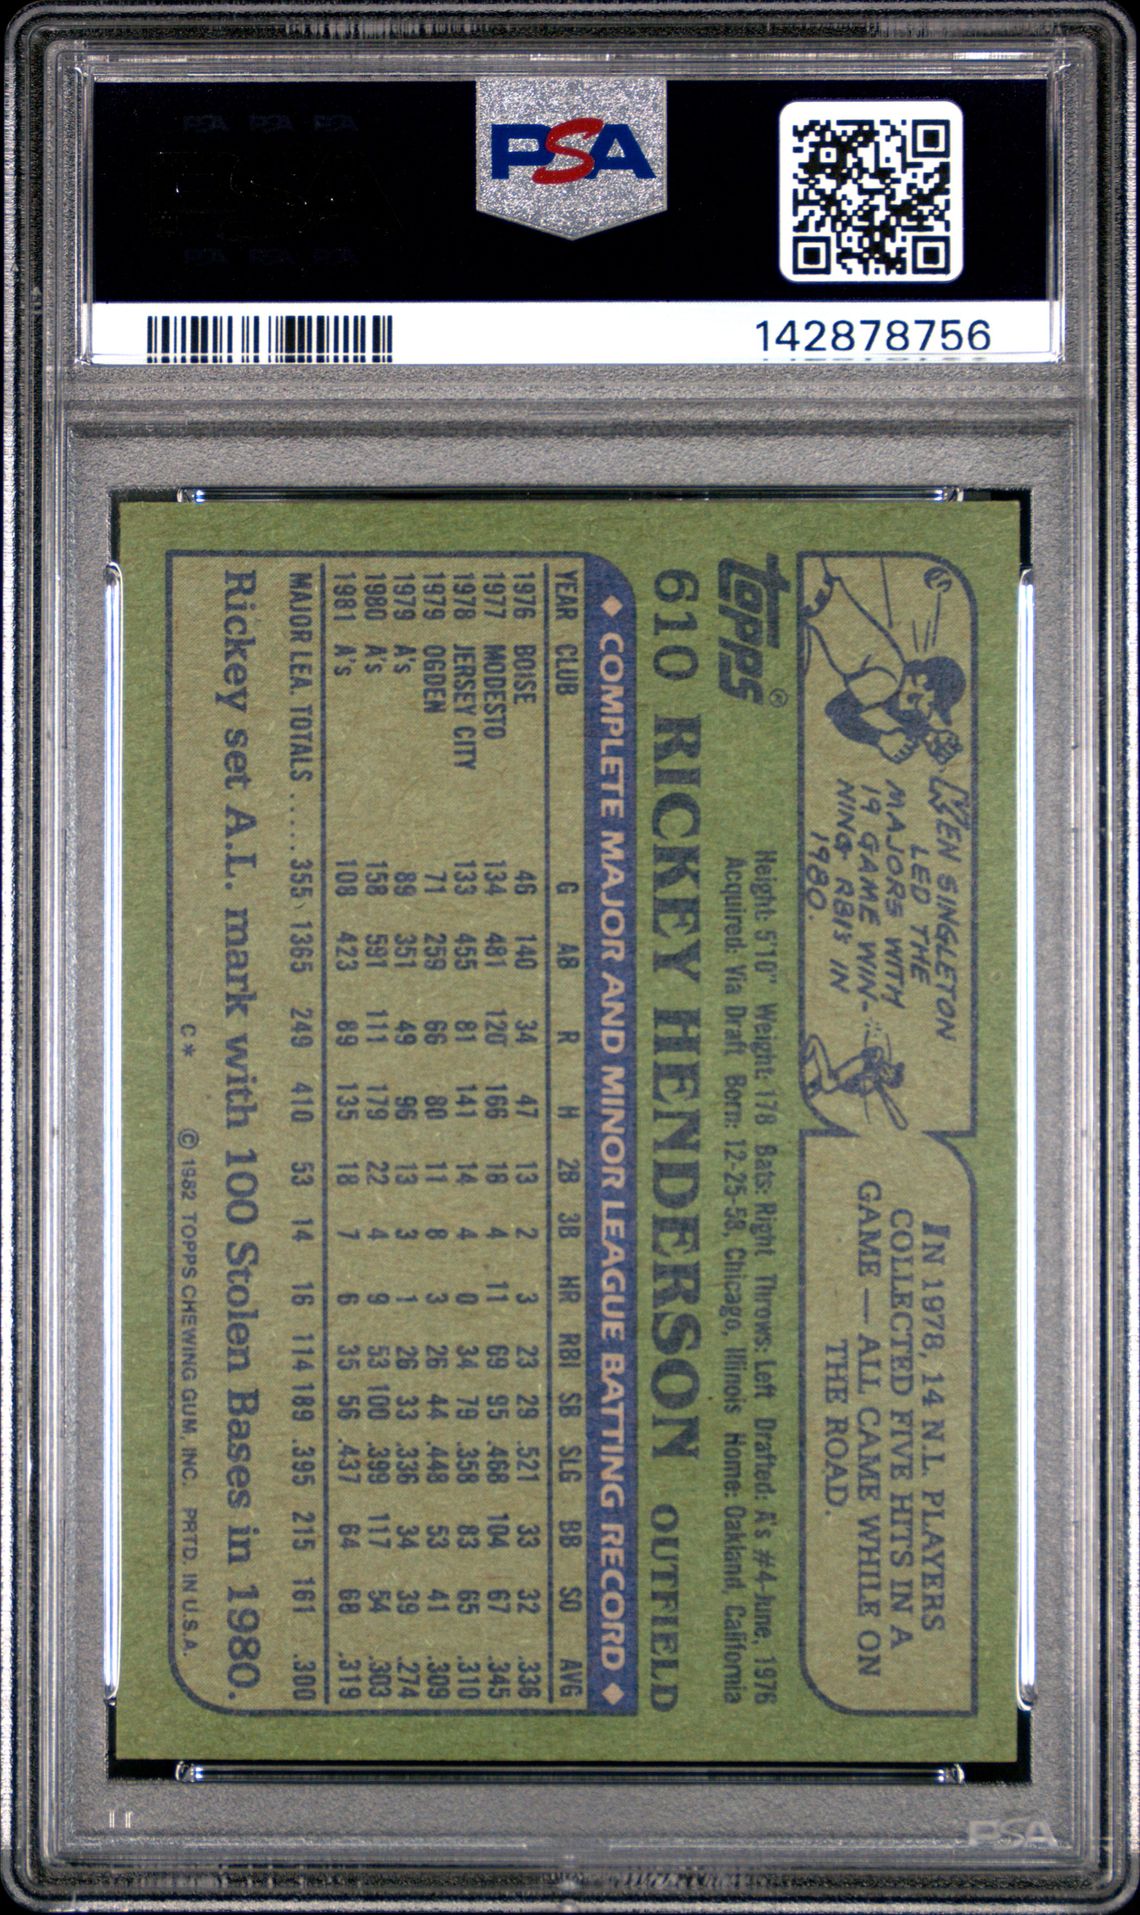 PSA PSA PSA
PSA
PSA PSA PSA
PSA
142878756
KEN SINGLETON
LED THE
MAJORS WITH
19 GAME WIN-
NING RBI's IN
1980.
IN 1978, 14 N.L. PLAYERS
COLLECTED FIVE HITS IN A
GAME — ALL CAME WHILE ON
THE ROAD.
topps®
Height: 5'10" Weight: 178 Bats: Right Throws: Left Drafted: A's #4-June, 1976
Acquired: Via Draft Born: 12-25-58, Chicago, Illinois Home: Oakland, California
610 RICKEY HENDERSON OUTFIELD
◆ COMPLETE MAJOR AND MINOR LEAGUE BATTING RECORD ◆
YEAR CLUB G AB R H 2B 3B HR RBI SB SLG BB SO AVG
1976 BOISE 46 140 34 47 13 2 3 23 29 .521 33 32 .336
1977 MODESTO 134 481 120 166 18 4 11 69 95 .468 104 67 .345
1978 JERSEY CITY 133 455 81 141 14 4 0 34 79 .358 83 65 .310
1979 OGDEN 71 259 66 80 11 8 3 26 44 .448 53 41 .309
1979 A's 89 351 49 96 13 3 1 26 33 .336 34 39 .274
1980 A's 158 591 111 179 22 4 9 53 100 .399 117 54 .303
1981 A's 108 423 89 135 18 7 6 35 56 .437 64 68 .319
MAJOR LEA. TOTALS ..... 355 1365 249 410 53 14 16 114 189 .395 215 161 .300
Rickey set A.L. mark with 100 Stolen Bases in 1980.
C* © 1982 TOPPS CHEWING GUM, INC. PRTD. IN U.S.A.
PSA